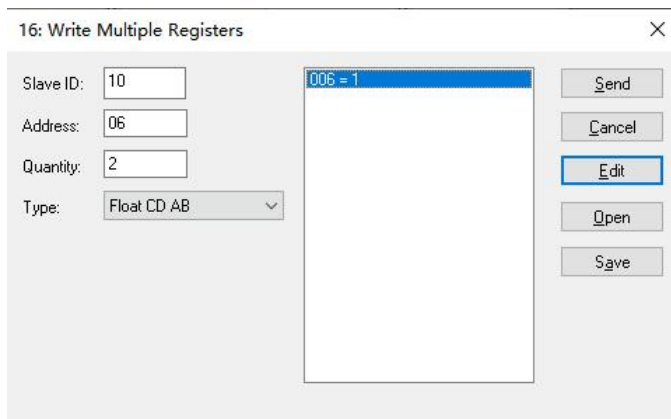 16: Write Multiple Registers
Slave ID: 10
Address: 06
Quantity: 2
Type: Float CD AB
006 = 1
Send
Cancel
Edit
Open
Save